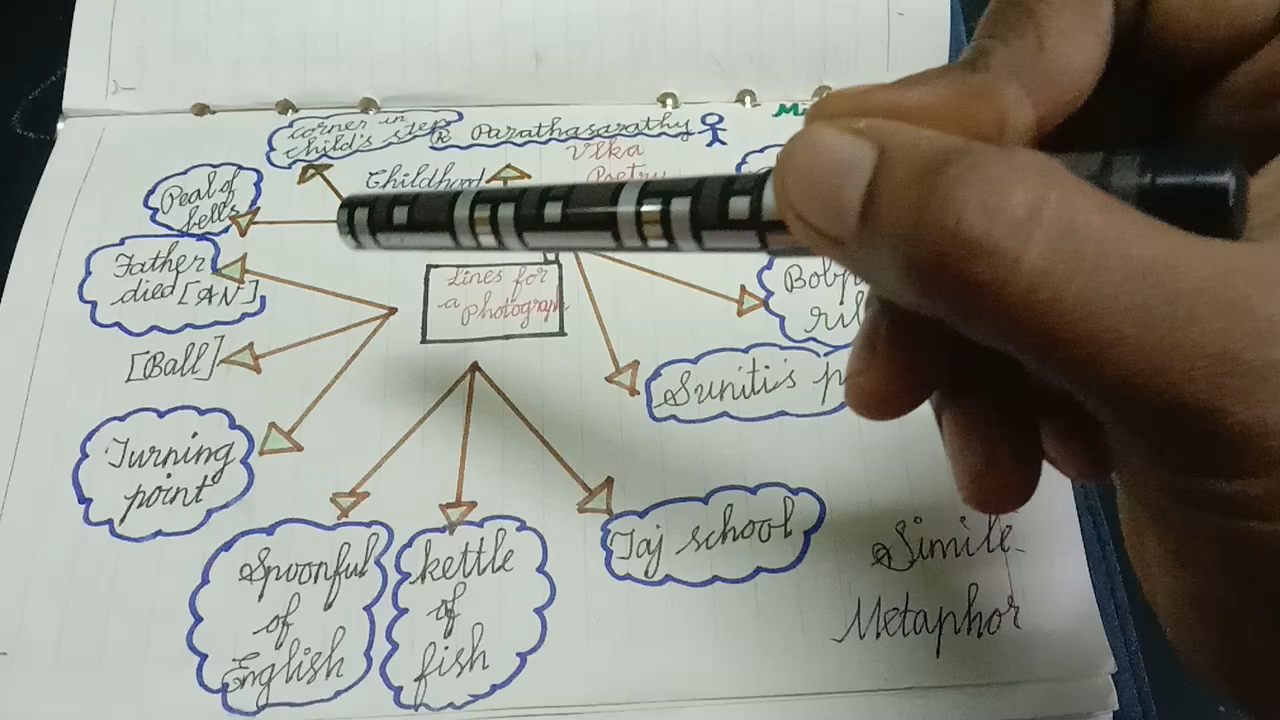 corner in
child's step
R. Parathasarathy
Childhood
Peal of
bells
Father
died [AN]
[Ball]
Lines for
a photograph
Suniti's
Turning
point
Spoonful
of
English
kettle
of
fish
Taj school
Simile
Metaphor